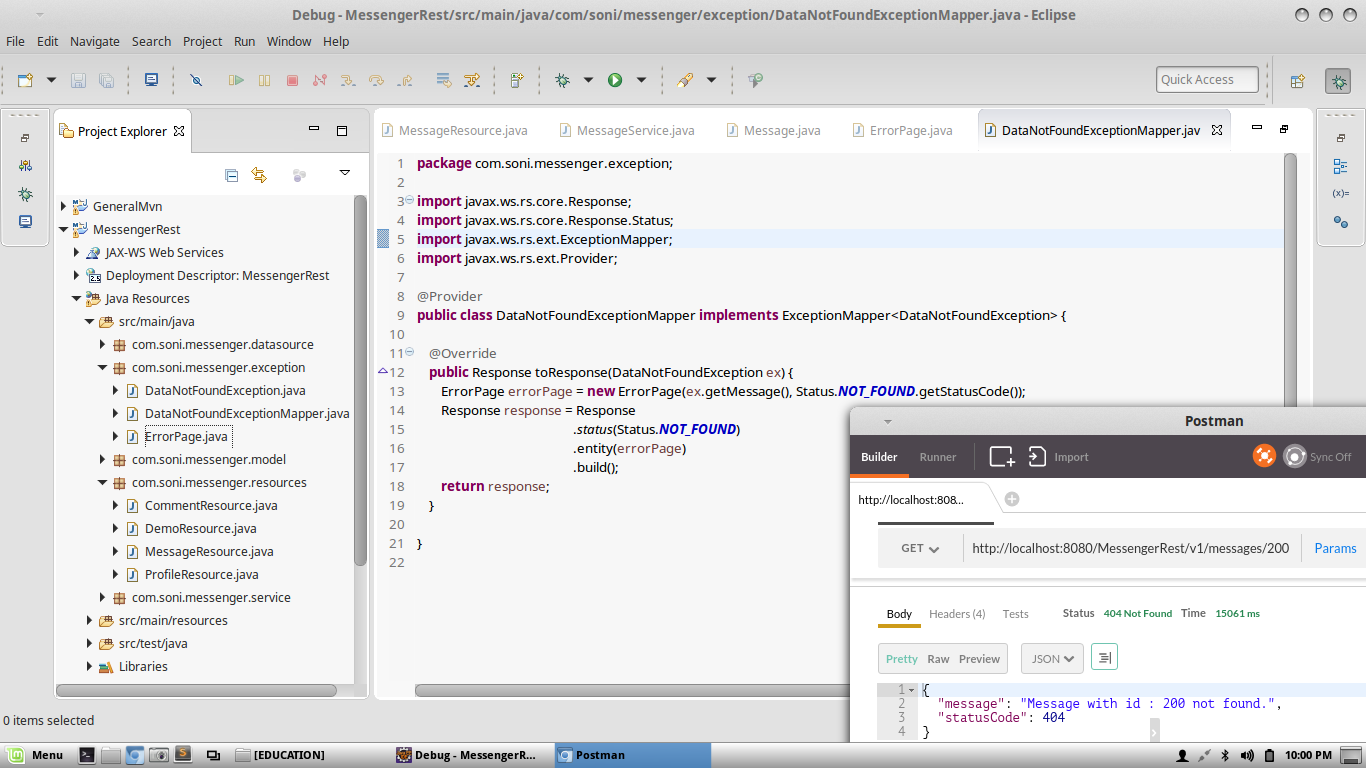 Debug - MessengerRest/src/main/java/com/soni/messenger/exception/DataNotFoundExceptionMapper.java - Eclipse
File Edit Navigate Search Project Run Window Help
Quick Access
Project Explorer
MessageResource.java MessageService.java Message.java ErrorPage.java DataNotFoundExceptionMapper.jav
GeneralMvn
MessengerRest
JAX-WS Web Services
Deployment Descriptor: MessengerRest
Java Resources
src/main/java
com.soni.messenger.datasource
com.soni.messenger.exception
DataNotFoundException.java
DataNotFoundExceptionMapper.java
ErrorPage.java
com.soni.messenger.model
com.soni.messenger.resources
CommentResource.java
DemoResource.java
MessageResource.java
ProfileResource.java
com.soni.messenger.service
src/main/resources
src/test/java
Libraries
1 package com.soni.messenger.exception;
2
3 import javax.ws.rs.core.Response;
4 import javax.ws.rs.core.Response.Status;
5 import javax.ws.rs.ext.ExceptionMapper;
6 import javax.ws.rs.ext.Provider;
7
8 @Provider
9 public class DataNotFoundExceptionMapper implements ExceptionMapper<DataNotFoundException> {
10
11 @Override
12 public Response toResponse(DataNotFoundException ex) {
13 ErrorPage errorPage = new ErrorPage(ex.getMessage(), Status.NOT_FOUND.getStatusCode());
14 Response response = Response
15 .status(Status.NOT_FOUND)
16 .entity(errorPage)
17 .build();
18 return response;
19 }
20
21 }
22
(x)=
Postman
Builder Runner Import Sync Off
http://localhost:808...
GET http://localhost:8080/MessengerRest/v1/messages/200 Params
Body Headers (4) Tests Status 404 Not Found Time 15061 ms
Pretty Raw Preview JSON
1 {
2 "message": "Message with id : 200 not found.",
3 "statusCode": 404
4 }
0 items selected
Menu [EDUCATION] Debug - MessengerR... Postman 10:00 PM